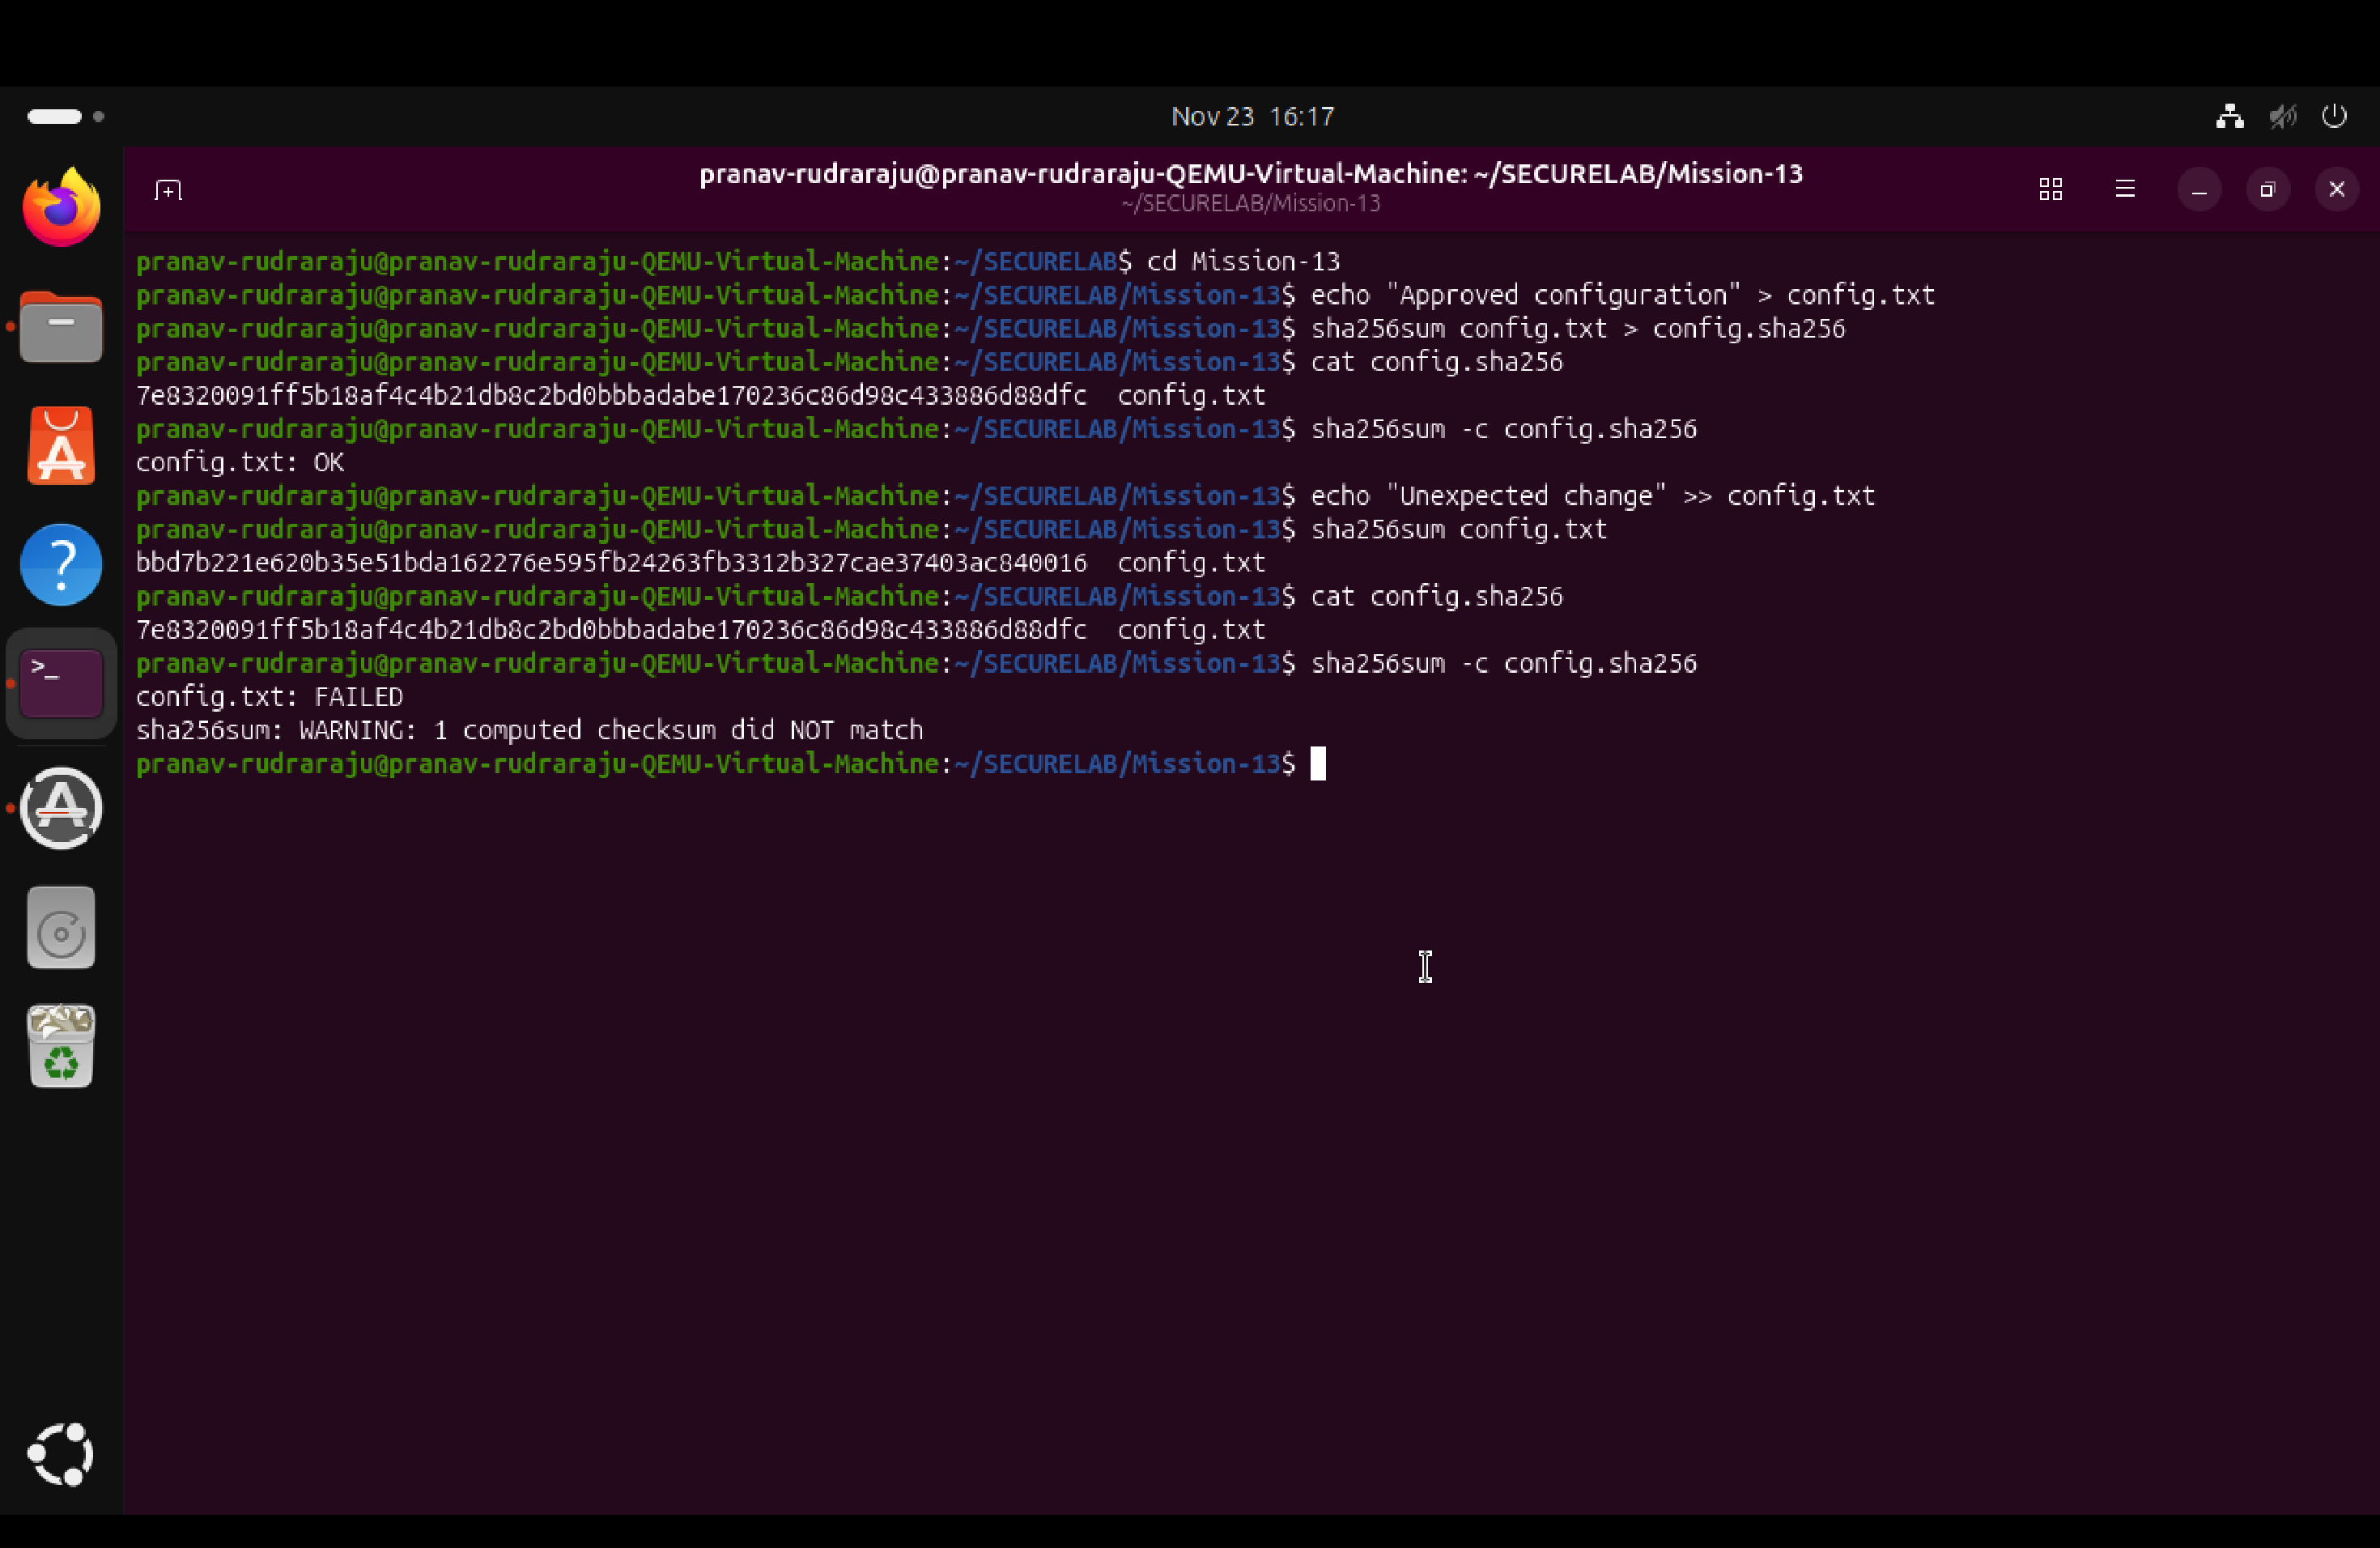 Nov 23 16:17
pranav-rudraraju@pranav-rudraraju-QEMU-Virtual-Machine: ~/SECURELAB/Mission-13
~/SECURELAB/Mission-13
pranav-rudraraju@pranav-rudraraju-QEMU-Virtual-Machine:~/SECURELAB$ cd Mission-13
pranav-rudraraju@pranav-rudraraju-QEMU-Virtual-Machine:~/SECURELAB/Mission-13$ echo "Approved configuration" > config.txt
pranav-rudraraju@pranav-rudraraju-QEMU-Virtual-Machine:~/SECURELAB/Mission-13$ sha256sum config.txt > config.sha256
pranav-rudraraju@pranav-rudraraju-QEMU-Virtual-Machine:~/SECURELAB/Mission-13$ cat config.sha256
7e8320091ff5b18af4c4b21db8c2bd0bbbadabe170236c86d98c433886d88dfc  config.txt
pranav-rudraraju@pranav-rudraraju-QEMU-Virtual-Machine:~/SECURELAB/Mission-13$ sha256sum -c config.sha256
config.txt: OK
pranav-rudraraju@pranav-rudraraju-QEMU-Virtual-Machine:~/SECURELAB/Mission-13$ echo "Unexpected change" >> config.txt
pranav-rudraraju@pranav-rudraraju-QEMU-Virtual-Machine:~/SECURELAB/Mission-13$ sha256sum config.txt
bbd7b221e620b35e51bda162276e595fb24263fb3312b327cae37403ac840016  config.txt
pranav-rudraraju@pranav-rudraraju-QEMU-Virtual-Machine:~/SECURELAB/Mission-13$ cat config.sha256
7e8320091ff5b18af4c4b21db8c2bd0bbbadabe170236c86d98c433886d88dfc  config.txt
pranav-rudraraju@pranav-rudraraju-QEMU-Virtual-Machine:~/SECURELAB/Mission-13$ sha256sum -c config.sha256
config.txt: FAILED
sha256sum: WARNING: 1 computed checksum did NOT match
pranav-rudraraju@pranav-rudraraju-QEMU-Virtual-Machine:~/SECURELAB/Mission-13$